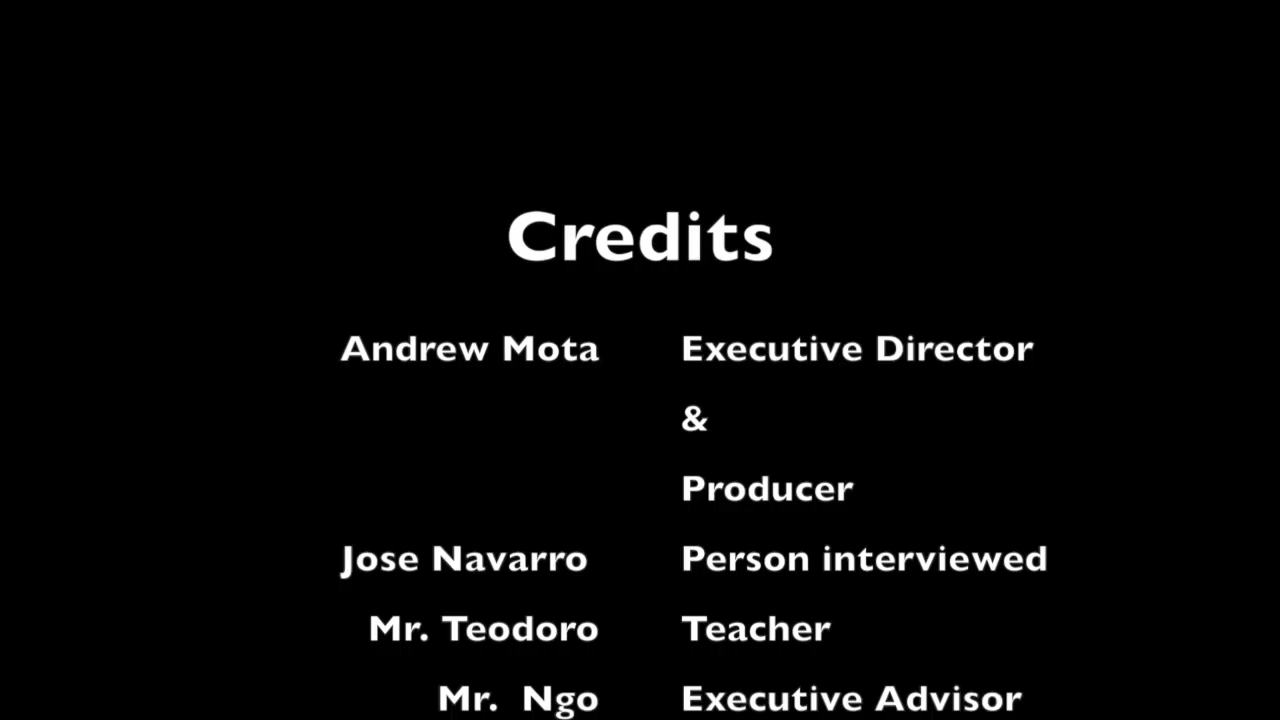 Credits
Andrew Mota Executive Director
&
Producer
Jose Navarro Person interviewed
Mr. Teodoro Teacher
Mr. Ngo Executive Advisor